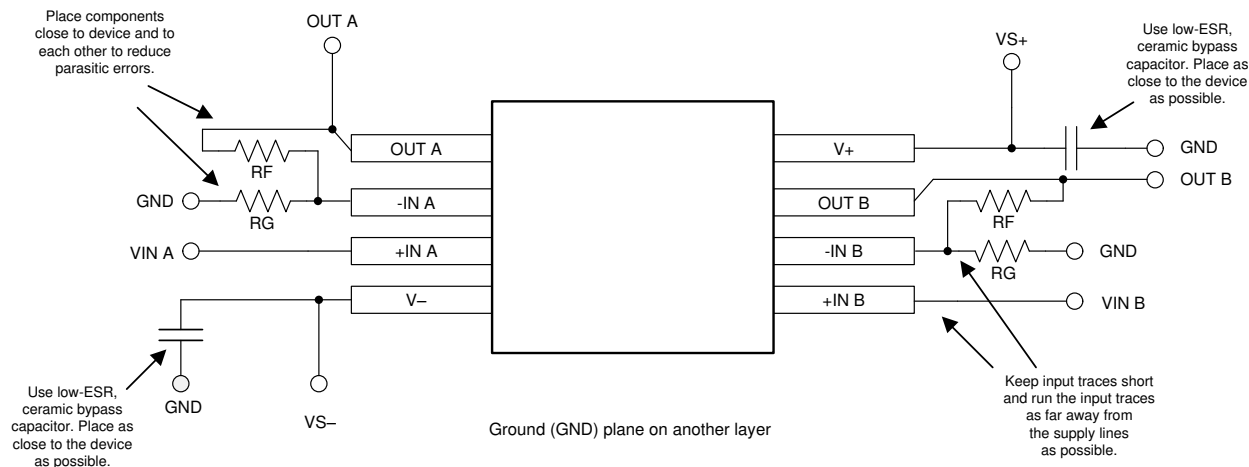 Place components
close to device and to
each other to reduce
parasitic errors.
OUT A
VS+
Use low-ESR,
ceramic bypass
capacitor. Place as
close to the device
as possible.
OUT A
V+
GND
RF
OUT B
GND
-IN A
OUT B
RG
RF
VIN A
+IN A
-IN B
GND
RG
V–
+IN B
VIN B
GND
VS–
Use low-ESR,
ceramic bypass
capacitor. Place as
close to the device
as possible.
Ground (GND) plane on another layer
Keep input traces short
and run the input traces
as far away from
the supply lines
as possible.